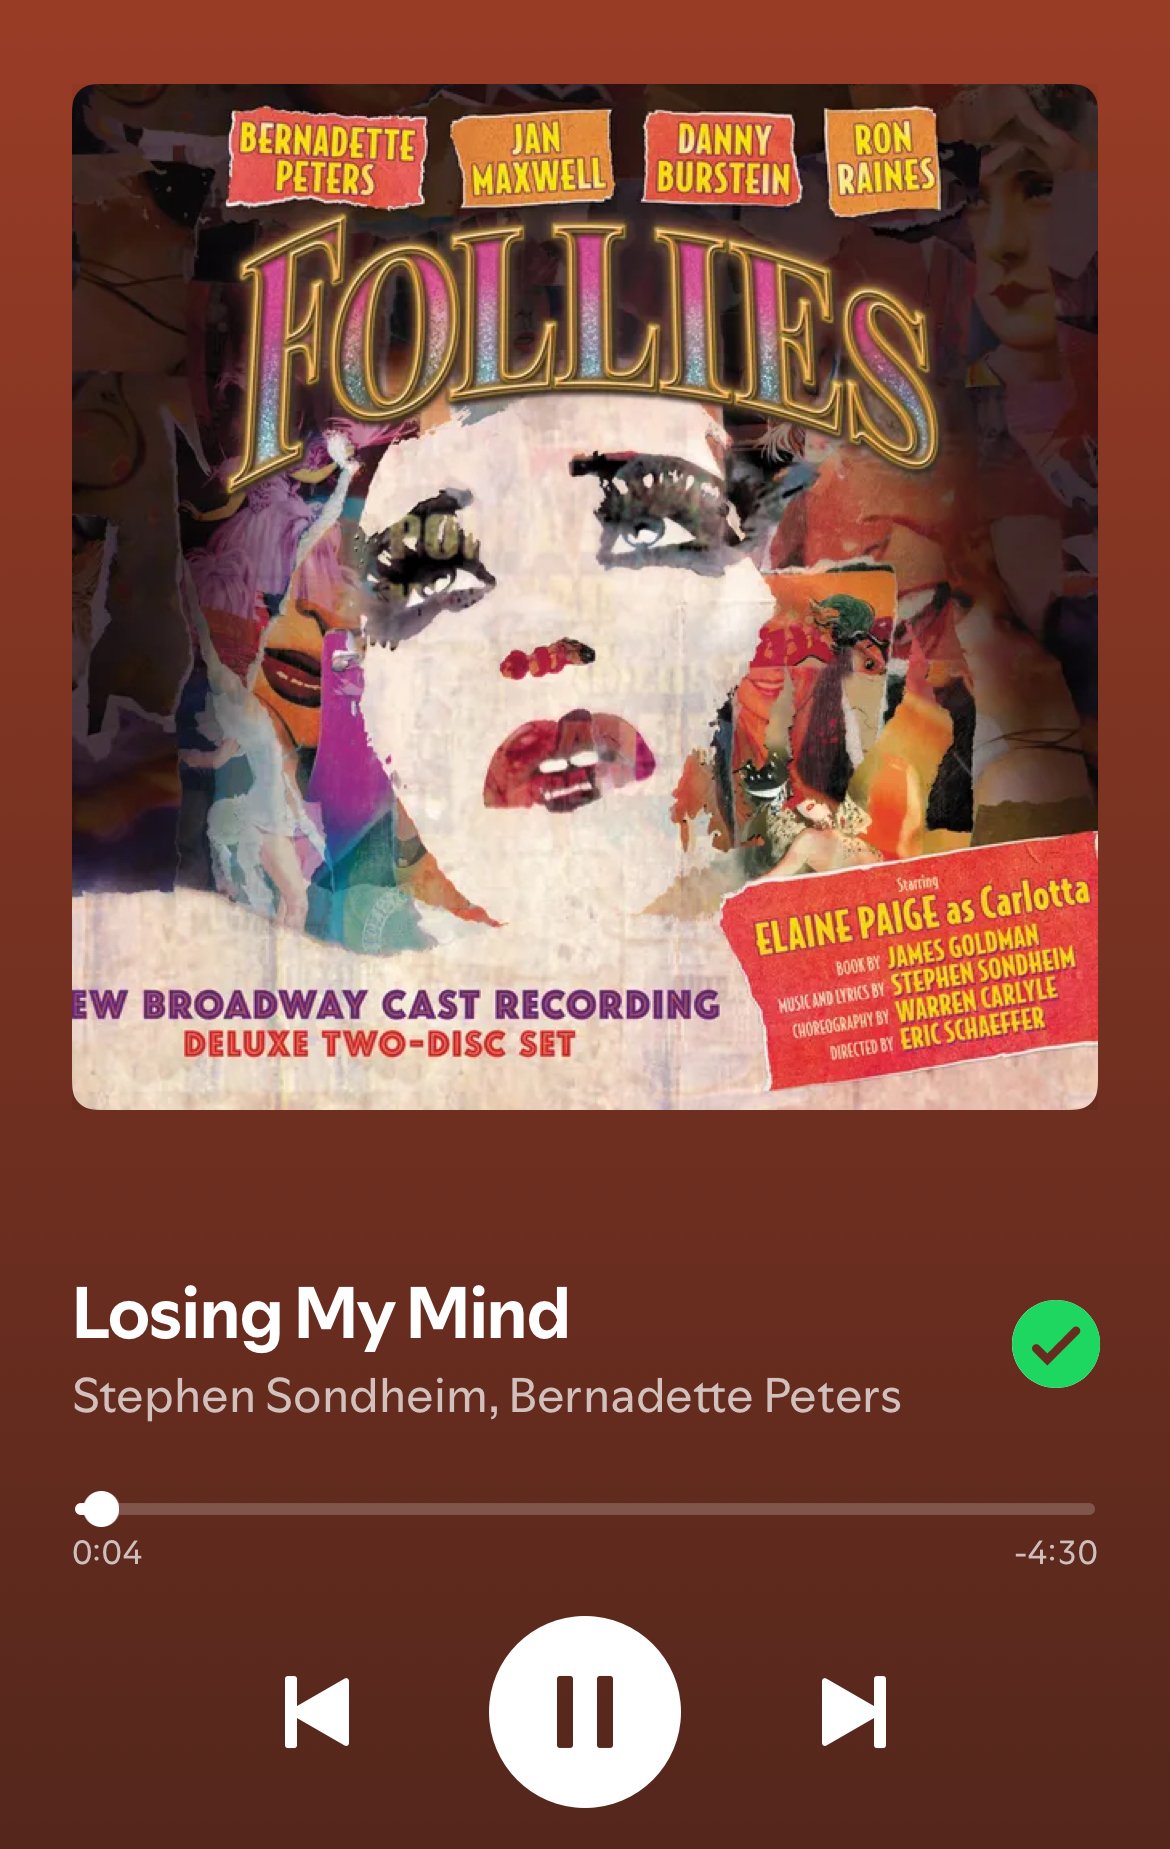 BERNADETTE
PETERS
JAN
MAXWELL
DANNY
BURSTEIN
RON
RAINES
FOLLIES
Starring
ELAINE PAIGE as Carlotta
BOOK BY JAMES GOLDMAN
MUSIC AND LYRICS BY STEPHEN SONDHEIM
CHOREOGRAPHY BY WARREN CARLYLE
DIRECTED BY ERIC SCHAEFFER
EW BROADWAY CAST RECORDING
DELUXE TWO-DISC SET
Losing My Mind
Stephen Sondheim, Bernadette Peters
0:04
-4:30